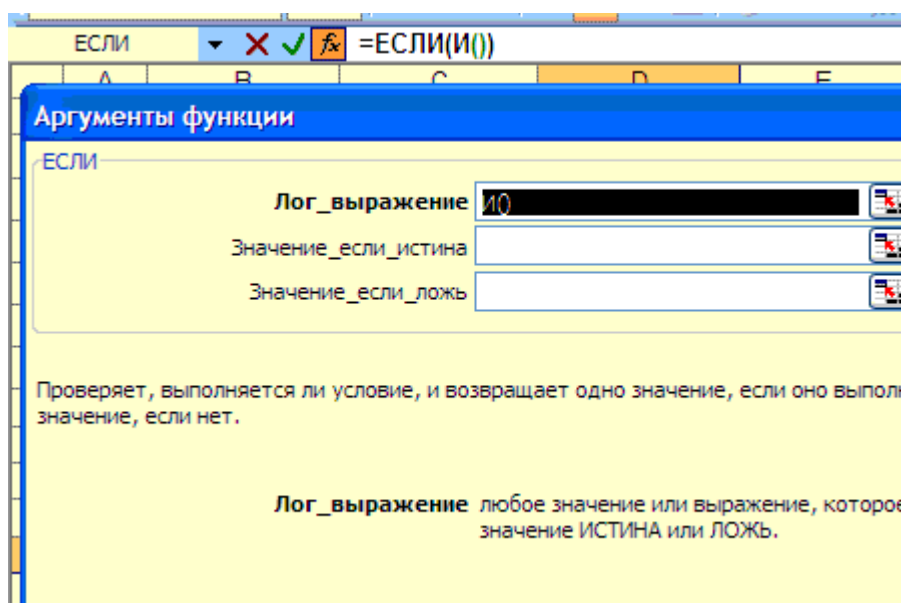 ЕСЛИ =ЕСЛИ(И())
A B C D E
Аргументы функции
ЕСЛИ
Лог_выражение И()
Значение_если_истина
Значение_если_ложь
Проверяет, выполняется ли условие, и возвращает одно значение, если оно
значение, если нет.
Лог_выражение любое значение или выражение, которое
значение ИСТИНА или ЛОЖЬ.